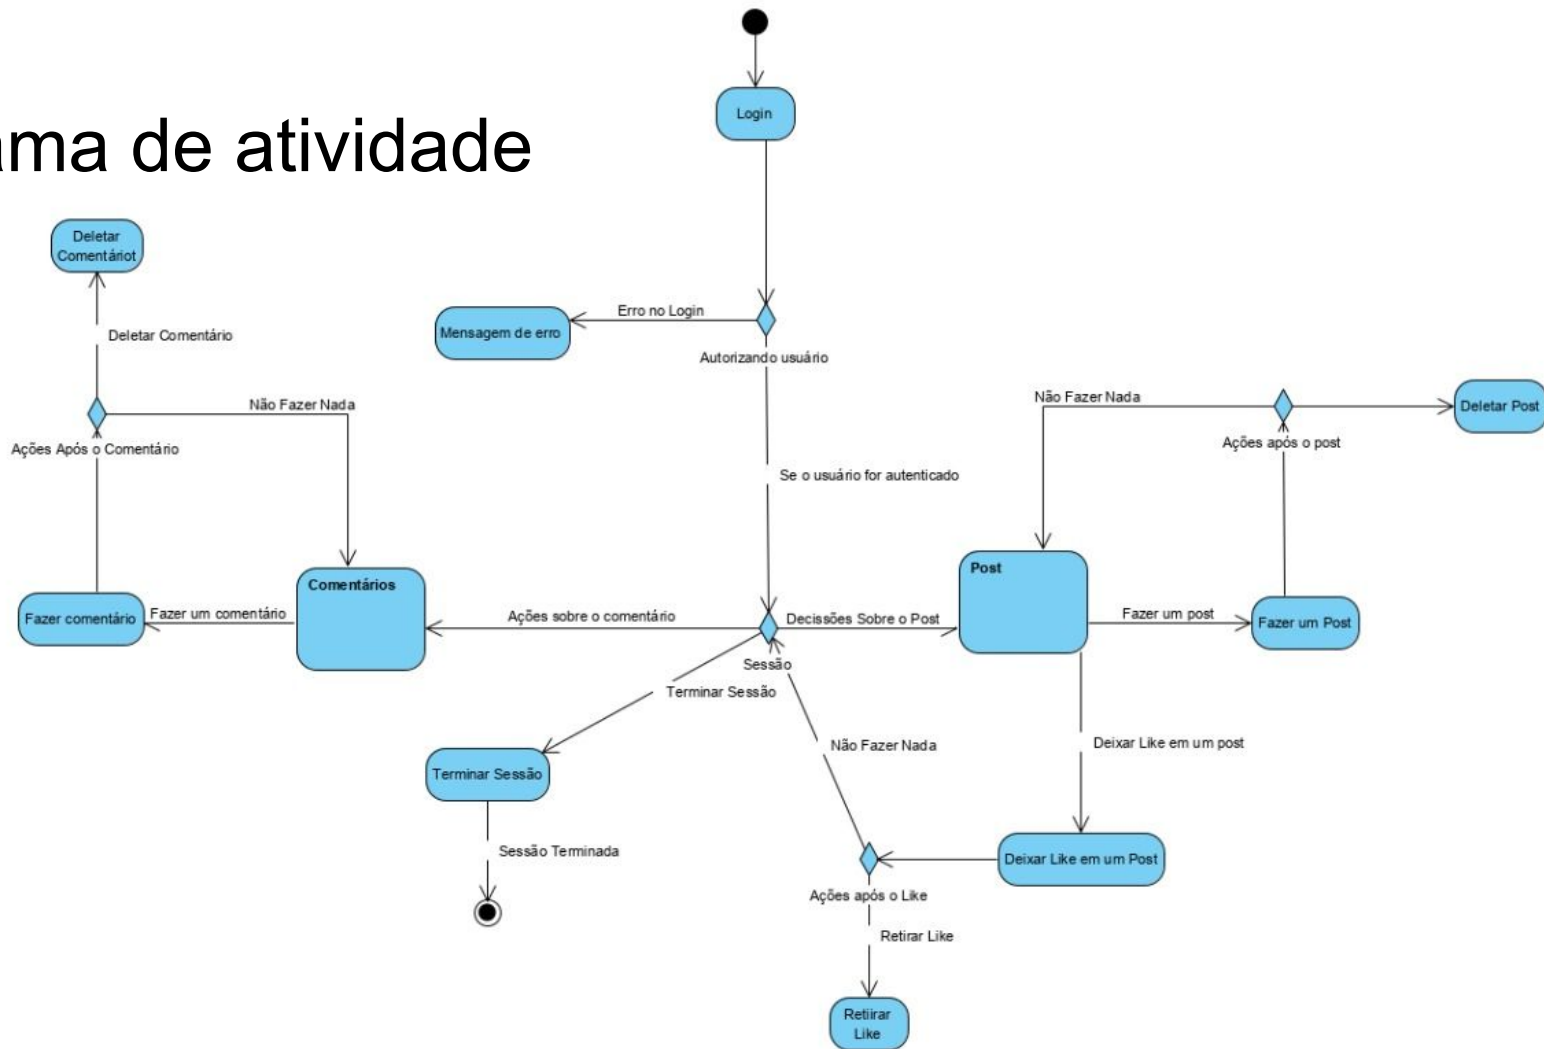 Login
ama de atividade
Deletar
Comentáriot
Erro no Login
Mensagem de erro
Deletar Comentário
Autorizando usuário
Não Fazer Nada
Não Fazer Nada
Deletar Post
Ações Após o Comentário
Ações após o post
Se o usuário for autenticado
Post
Comentários
Fazer comentário
Fazer um comentário
Ações sobre o comentário
Decissões Sobre o Post
Fazer um post
Fazer um Post
Sessão
Terminar Sessão
Não Fazer Nada
Deixar Like em um post
Terminar Sessão
Sessão Terminada
Deixar Like em um Post
Ações após o Like
Retirar Like
Retiirar
Like